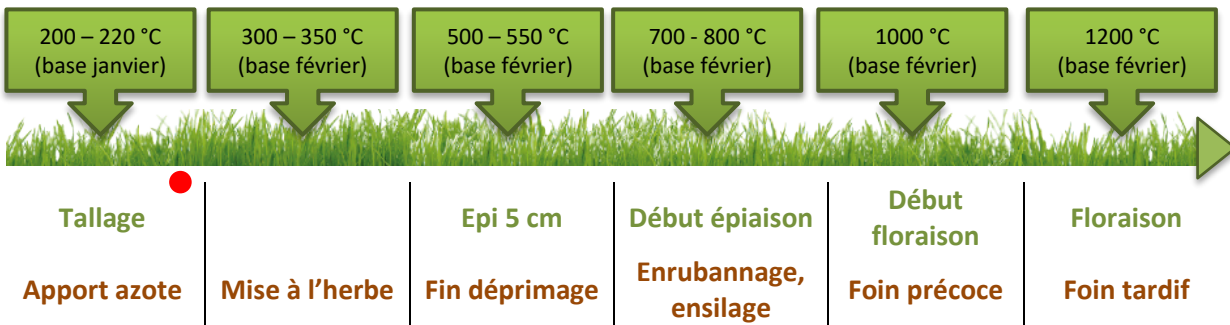 200 – 220 °C
(base janvier)
300 – 350 °C
(base février)
500 – 550 °C
(base février)
700 - 800 °C
(base février)
1000 °C
(base février)
1200 °C
(base février)
Tallage
Epi 5 cm
Début épiaison
Début
floraison
Floraison
Apport azote
Mise à l’herbe
Fin déprimage
Enrubannage,
ensilage
Foin précoce
Foin tardif